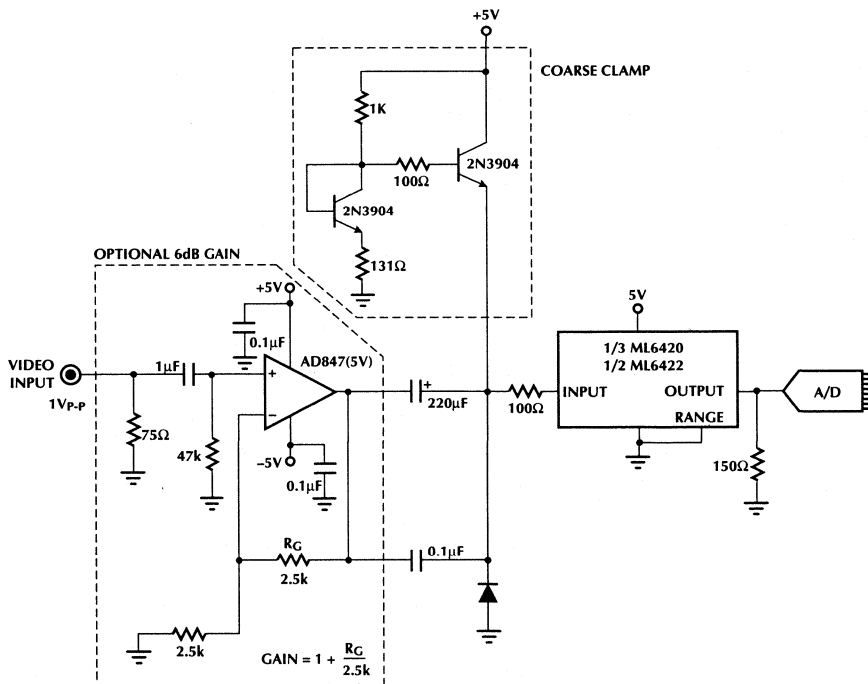 +5V
COARSE CLAMP
1K
100Ω
2N3904
2N3904
131Ω
OPTIONAL 6dB GAIN
+5V
0.1µF
AD847(5V)
5V
VIDEO
INPUT
1VP-P
1µF
+
−
+
220µF
100Ω
1/3 ML6420
1/2 ML6422
INPUT
OUTPUT
RANGE
A/D
75Ω
47k
−5V
0.1µF
150Ω
RG
2.5k
0.1µF
2.5k
GAIN = 1 + RG
2.5k